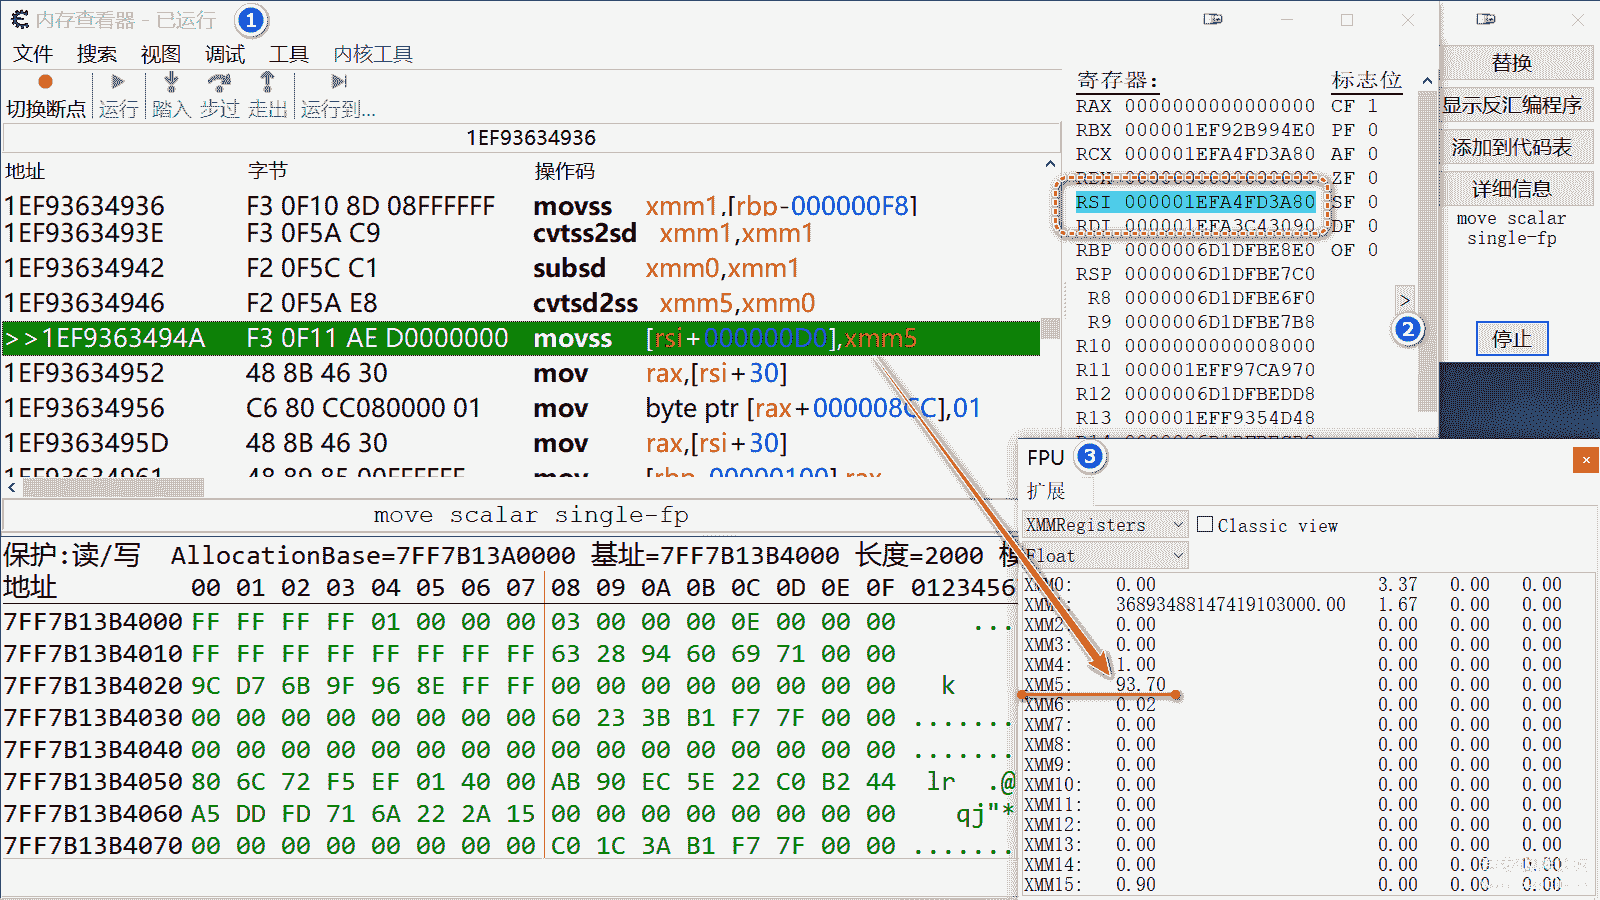 内存查看器 - 已运行 1
文件 搜索 视图 调试 工具 内核工具
切换断点 运行 踏入 步过 走出 运行到...
1EF93634936
地址 字节 操作码
1EF93634936 F3 0F10 8D 08FFFFFF movss xmm1,[rbp-000000F8]
1EF9363493E F3 0F5A C9 cvtss2sd xmm1,xmm1
1EF93634942 F2 0F5C C1 subsd xmm0,xmm1
1EF93634946 F2 0F5A E8 cvtsd2ss xmm5,xmm0
>>1EF9363494A F3 0F11 AE D0000000 movss [rsi+000000D0],xmm5
1EF93634952 48 8B 46 30 mov rax,[rsi+30]
1EF93634956 C6 80 CC080000 01 mov byte ptr [rax+000008CC],01
1EF9363495D 48 8B 46 30 mov rax,[rsi+30]
1EF93634961 48 89 85 00FFFFFF mov [rbp-00000100],rax
move scalar single-fp
寄存器: 标志位
RAX 0000000000000000 CF 1
RBX 000001EF92B994E0 PF 0
RCX 000001EFA4FD3A80 AF 0
RDX 0000000000000000 ZF 0
RSI 000001EFA4FD3A80 SF 0
RDI 000001EFA3C43090 DF 0
RBP 0000006D1DFBE8E0 OF 0
RSP 0000006D1DFBE7C0
R8 0000006D1DFBE6F0
R9 0000006D1DFBE7B8
R10 0000000000008000
R11 000001EFF97CA970
R12 0000006D1DFBEDD8
R13 000001EFF9354D48
>
2
替换
显示反汇编程序
添加到代码表
详细信息
move scalar
single-fp
停止
保护:读/写 AllocationBase=7FF7B13A0000 基址=7FF7B13B4000 长度=2000
地址 00 01 02 03 04 05 06 07 08 09 0A 0B 0C 0D 0E 0F 0123456
7FF7B13B4000 FF FF FF FF 01 00 00 00 03 00 00 00 0E 00 00 00 ...
7FF7B13B4010 FF FF FF FF FF FF FF FF 63 28 94 60 69 71 00 00
7FF7B13B4020 9C D7 6B 9F 96 8E FF FF 00 00 00 00 00 00 00 00 k
7FF7B13B4030 00 00 00 00 00 00 00 00 60 23 3B B1 F7 7F 00 00 .......
7FF7B13B4040 00 00 00 00 00 00 00 00 00 00 00 00 00 00 00 00 .......
7FF7B13B4050 80 6C 72 F5 EF 01 40 00 AB 90 EC 5E 22 C0 B2 44 lr .@
7FF7B13B4060 A5 DD FD 71 6A 22 2A 15 00 00 00 00 00 00 00 00 qj"*
7FF7B13B4070 00 00 00 00 00 00 00 00 C0 1C 3A B1 F7 7F 00 00 .......
FPU 3
扩展
XMMRegisters Classic view
Float
XMM0: 0.00 3.37 0.00 0.00
XMM1: 36893488147419103000.00 1.67 0.00 0.00
XMM2: 0.00 0.00 0.00 0.00
XMM3: 0.00 0.00 0.00 0.00
XMM4: 1.00 0.00 0.00 0.00
XMM5: 93.70 0.00 0.00 0.00
XMM6: 0.02 0.00 0.00 0.00
XMM7: 0.00 0.00 0.00 0.00
XMM8: 0.00 0.00 0.00 0.00
XMM9: 0.00 0.00 0.00 0.00
XMM10: 0.00 0.00 0.00 0.00
XMM11: 0.00 0.00 0.00 0.00
XMM12: 0.00 0.00 0.00 0.00
XMM13: 0.00 0.00 0.00 0.00
XMM14: 0.00 0.00 0.00 0.00
XMM15: 0.90 0.00 0.00 0.00